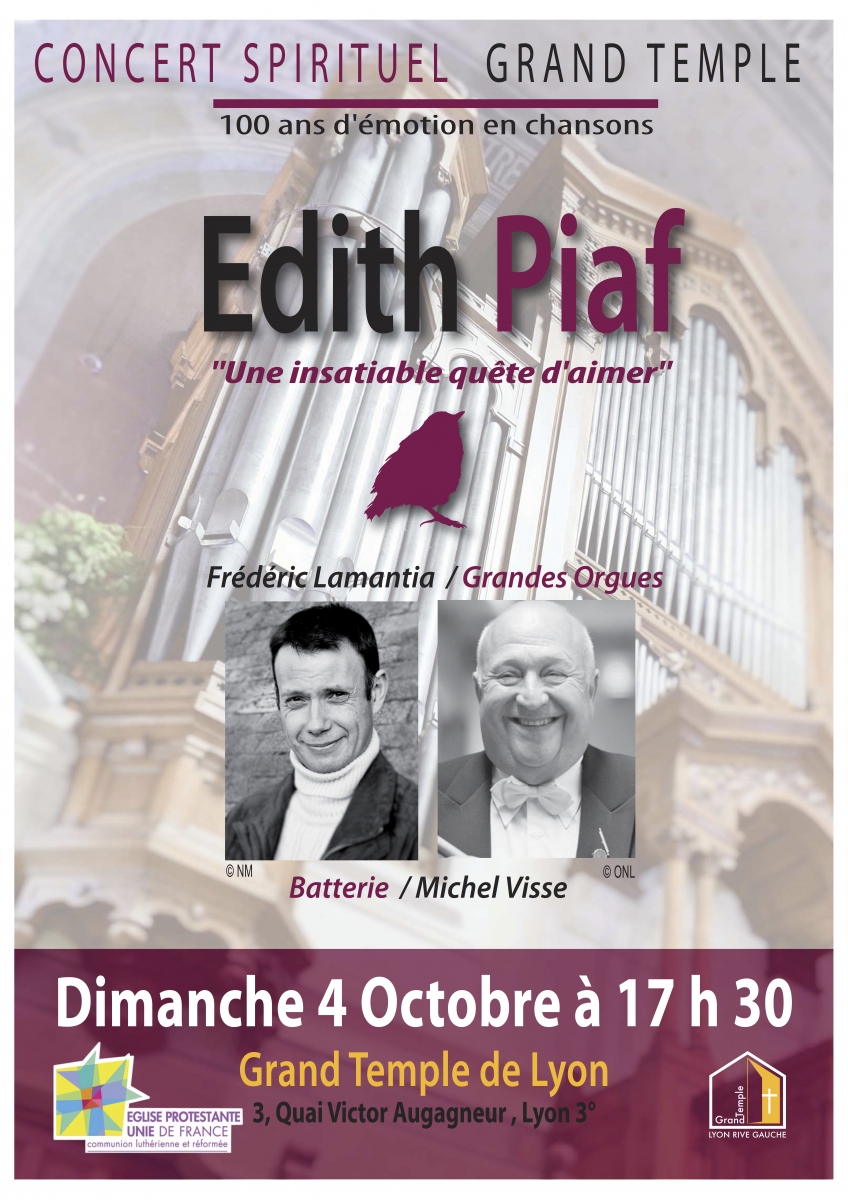 CONCERT SPIRITUEL GRAND TEMPLE
100 ans d'émotion en chansons
Edith Piaf
"Une insatiable quête d'aimer"
Frédéric Lamantia / Grandes Orgues
© NM
© ONL
Batterie / Michel Visse
Dimanche 4 Octobre à 17 h 30
Grand Temple de Lyon
3, Quai Victor Augagneur , Lyon 3°
EGLISE PROTESTANTE
UNIE DE FRANCE
communion luthérienne et réformée
Grand Temple
LYON RIVE GAUCHE